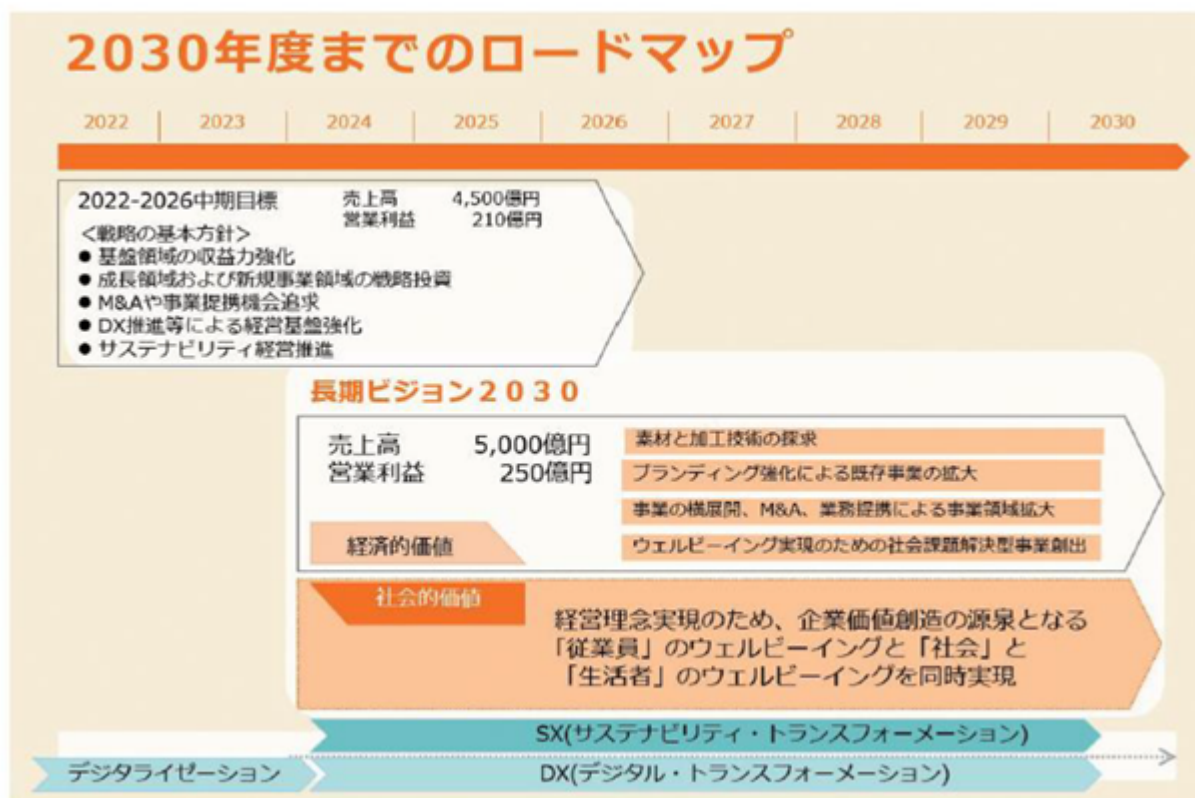 2030年度までのロードマップ
2022 2023 2024 2025 2026 2027 2028 2029 2030
2022-2026中期目標 売上高 4,500億円
営業利益 210億円
<戦略の基本方針>
● 基盤領域の収益力強化
● 成長領域および新規事業領域の戦略投資
● M&Aや事業提携機会追求
● DX推進等による経営基盤強化
● サステナビリティ経営推進
長期ビジョン2030
売上高 5,000億円
営業利益 250億円
経済的価値
素材と加工技術の探求
ブランディング強化による既存事業の拡大
事業の横展開、M&A、業務提携による事業領域拡大
ウェルビーイング実現のための社会課題解決型事業創出
社会的価値
経営理念実現のため、企業価値創造の源泉となる
「従業員」のウェルビーイングと「社会」と
「生活者」のウェルビーイングを同時実現
SX(サステナビリティ・トランスフォーメーション)
デジタライゼーション
DX(デジタル・トランスフォーメーション)